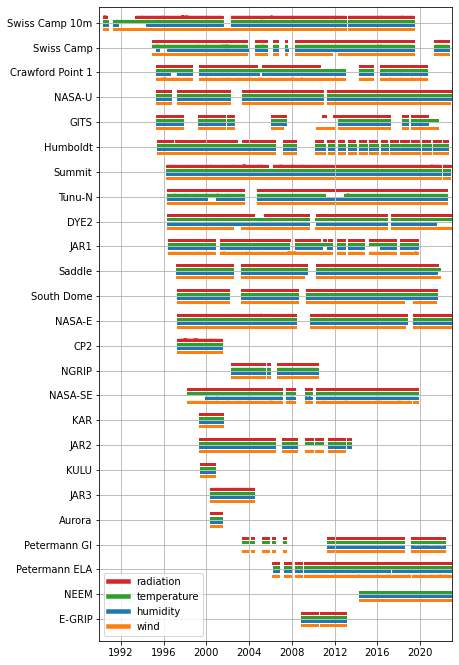 Swiss Camp 10m
Swiss Camp
Crawford Point 1
NASA-U
GITS
Humboldt
Summit
Tunu-N
DYE2
JAR1
Saddle
South Dome
NASA-E
CP2
NGRIP
NASA-SE
KAR
JAR2
KULU
JAR3
Aurora
Petermann GI
Petermann ELA
NEEM
E-GRIP
radiation
temperature
humidity
wind
1992 1996 2000 2004 2008 2012 2016 2020